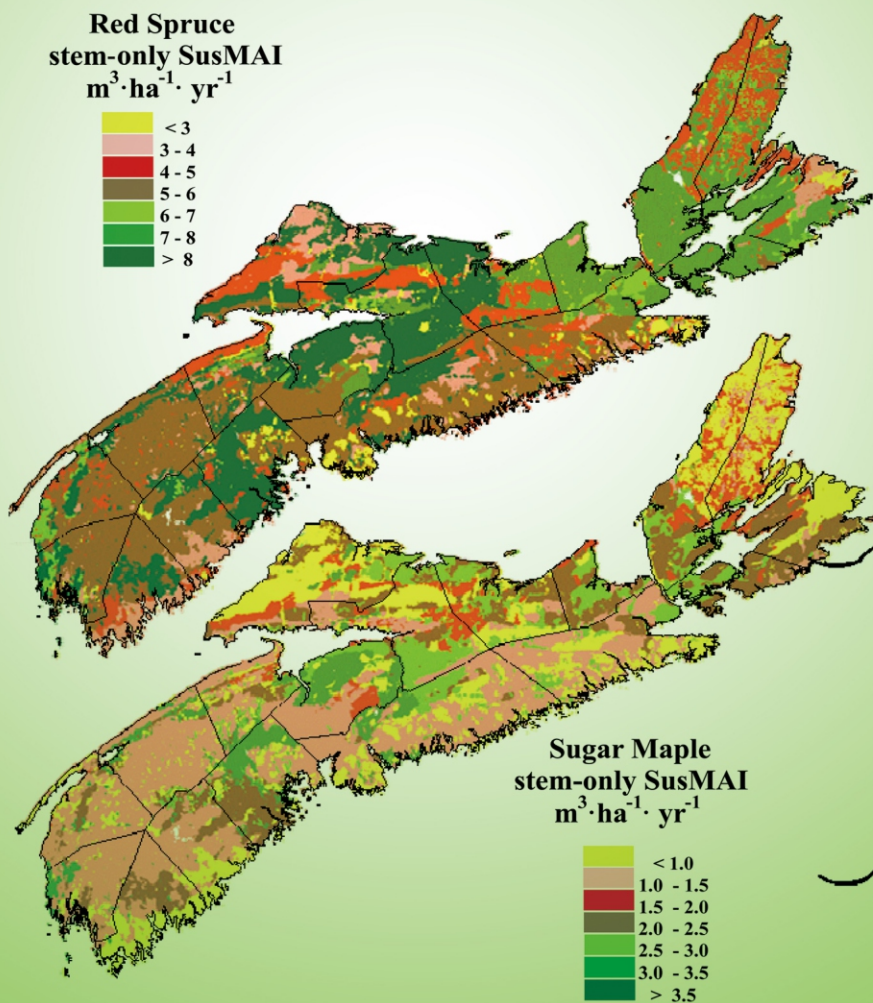 Red Spruce
stem-only SusMAI
m³·ha⁻¹· yr⁻¹
< 3
3 - 4
4 - 5
5 - 6
6 - 7
7 - 8
> 8
Sugar Maple
stem-only SusMAI
m³·ha⁻¹· yr⁻¹
< 1.0
1.0 - 1.5
1.5 - 2.0
2.0 - 2.5
2.5 - 3.0
3.0 - 3.5
> 3.5